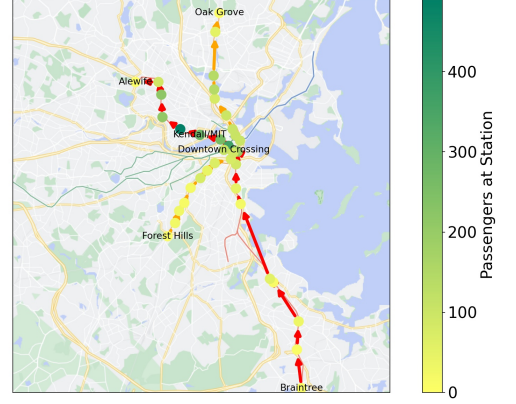 Oak Grove
Alewife
Kendall/MIT
Downtown Crossing
Forest Hills
Braintree
400
300
200
100
0
Passengers at Station